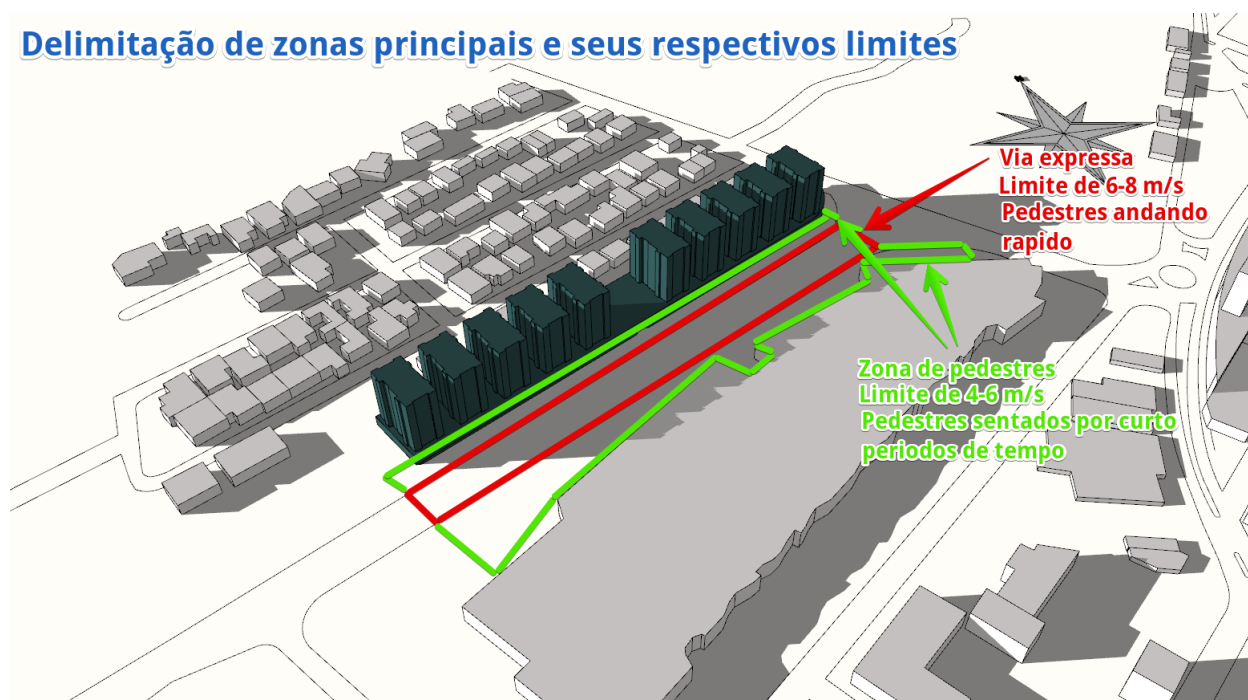 Delimitação de zonas principais e seus respectivos limites
Via expressa
Limite de 6-8 m/s
Pedestres andando
rapido
Zona de pedestres
Limite de 4-6 m/s
Pedestres sentados por curto
periodos de tempo